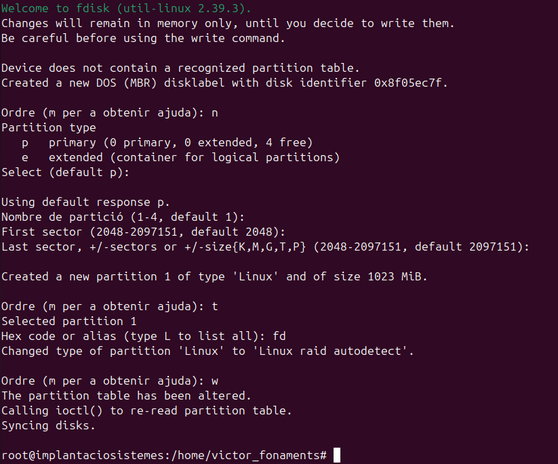 Welcome to fdisk (util-linux 2.39.3).
Changes will remain in memory only, until you decide to write them.
Be careful before using the write command.
Device does not contain a recognized partition table.
Created a new DOS (MBR) disklabel with disk identifier 0x8f05ec7f.
Ordre (m per a obtenir ajuda): n
Partition type
p   primary (0 primary, 0 extended, 4 free)
e   extended (container for logical partitions)
Select (default p):
Using default response p.
Nombre de partició (1-4, default 1):
First sector (2048-2097151, default 2048):
Last sector, +/-sectors or +/-size{K,M,G,T,P} (2048-2097151, default 2097151):
Created a new partition 1 of type 'Linux' and of size 1023 MiB.
Ordre (m per a obtenir ajuda): t
Selected partition 1
Hex code or alias (type L to list all): fd
Changed type of partition 'Linux' to 'Linux raid autodetect'.
Ordre (m per a obtenir ajuda): w
The partition table has been altered.
Calling ioctl() to re-read partition table.
Syncing disks.
root@implantaciosistemes:/home/victor_fonaments#